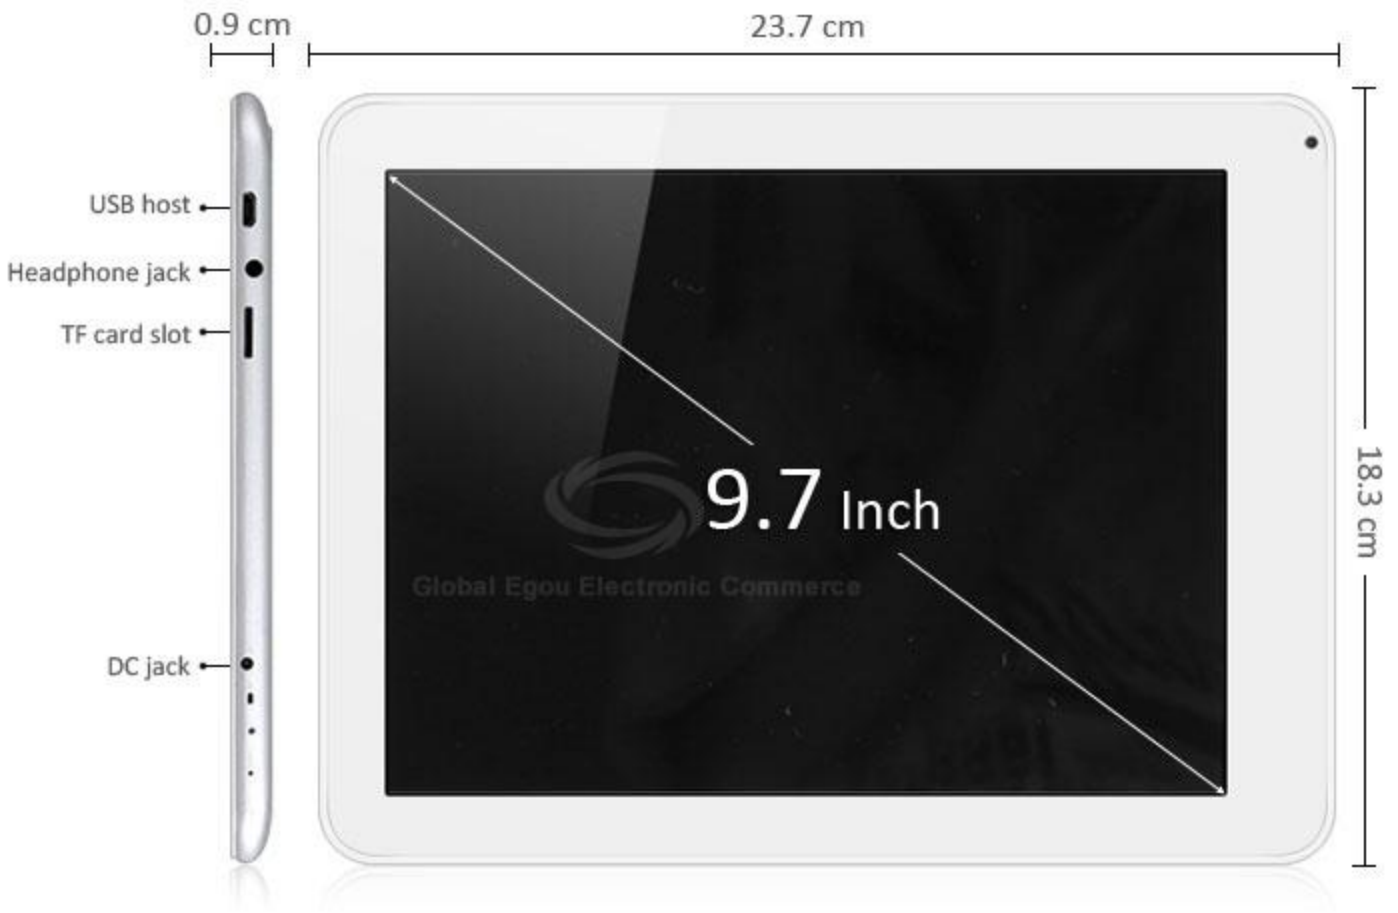 0.9 cm
23.7 cm
USB host
Headphone jack
TF card slot
9.7 Inch
18.3 cm
Global Egou Electronic Commerce
DC jack